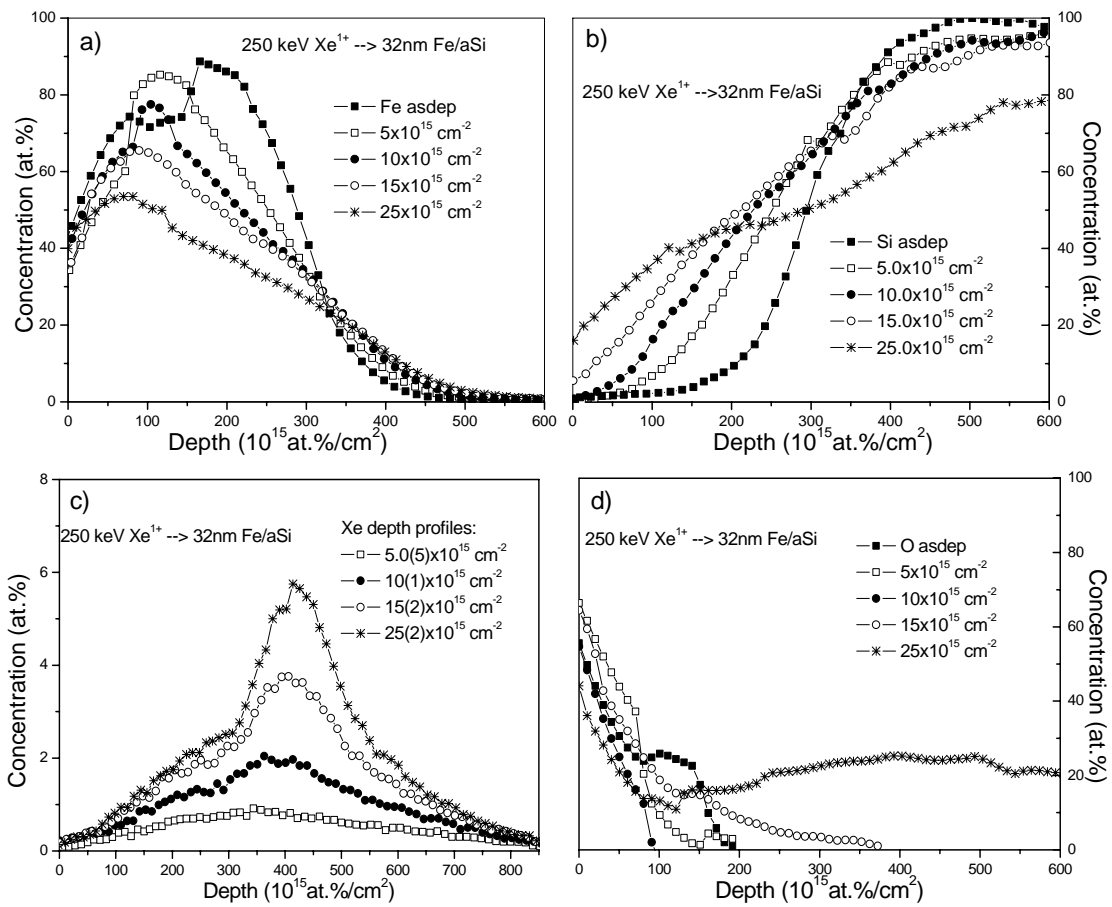 a)
250 keV Xe¹⁺ --> 32nm Fe/aSi
Fe asdep
5x10¹⁵ cm⁻²
10x10¹⁵ cm⁻²
15x10¹⁵ cm⁻²
25x10¹⁵ cm⁻²
Concentration (at.%)
100
80
60
40
20
0
0 100 200 300 400 500 600
Depth (10¹⁵at.%/cm²)
b)
250 keV Xe¹⁺ -->32nm Fe/aSi
Si asdep
5.0x10¹⁵ cm⁻²
10.0x10¹⁵ cm⁻²
15.0x10¹⁵ cm⁻²
25.0x10¹⁵ cm⁻²
Concentration (at.%)
100
80
60
40
20
0
0 100 200 300 400 500 600
Depth (10¹⁵at.%/cm²)
c)
250 keV Xe¹⁺ --> 32nm Fe/aSi
Xe depth profiles:
5.0(5)x10¹⁵ cm⁻²
10(1)x10¹⁵ cm⁻²
15(2)x10¹⁵ cm⁻²
25(2)x10¹⁵ cm⁻²
Concentration (at.%)
8
6
4
2
0
0 100 200 300 400 500 600 700 800
Depth (10¹⁵at.%/cm²)
d)
250 keV Xe¹⁺ --> 32nm Fe/aSi
O asdep
5x10¹⁵ cm⁻²
10x10¹⁵ cm⁻²
15x10¹⁵ cm⁻²
25x10¹⁵ cm⁻²
Concentration (at.%)
100
80
60
40
20
0
0 100 200 300 400 500 600
Depth (10¹⁵at.%/cm²)